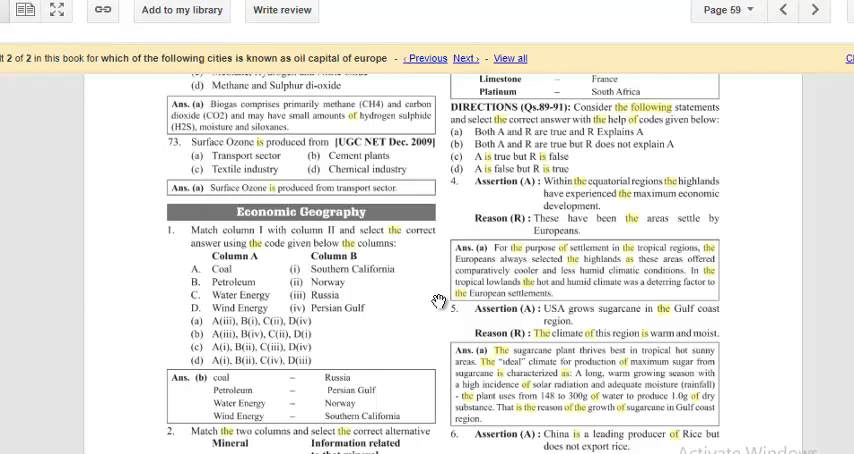 Add to my library
Write review
Page 59
lt 2 of 2 in this book for which of the following cities is known as oil capital of europe - ‹ Previous Next › - View all
(d) Methane and Sulphur di-oxide
Ans. (a) Biogas comprises primarily methane (CH4) and carbon
dioxide (CO2) and may have small amounts of hydrogen sulphide
(H2S), moisture and siloxanes.
73. Surface Ozone is produced from [UGC NET Dec. 2009]
(a) Transport sector (b) Cement plants
(c) Textile industry (d) Chemical industry
Ans. (a) Surface Ozone is produced from transport sector.
Economic Geography
1. Match column I with column II and select the correct
answer using the code given below the columns:
Column A Column B
A. Coal (i) Southern California
B. Petroleum (ii) Norway
C. Water Energy (iii) Russia
D. Wind Energy (iv) Persian Gulf
(a) A(iii), B(i), C(ii), D(iv)
(b) A(iii), B(iv), C(ii), D(i)
(c) A(i), B(ii), C(iii), D(iv)
(d) A(i), B(ii), C(iv), D(iii)
Ans. (b) coal – Russia
Petroleum – Persian Gulf
Water Energy – Norway
Wind Energy – Southern California
2. Match the two columns and select the correct alternative
Mineral Information related
to that mineral
Limestone – France
Platinum – South Africa
DIRECTIONS (Qs.89-91): Consider the following statements
and select the correct answer with the help of codes given below:
(a) Both A and R are true and R Explains A
(b) Both A and R are true but R does not explain A
(c) A is true but R is false
(d) A is false but R is true
4. Assertion (A) : Within the equatorial regions the highlands
have experienced the maximum economic
development.
Reason (R) : These have been the areas settle by
Europeans.
Ans. (a) For the purpose of settlement in the tropical regions, the
Europeans always selected the highlands as these areas offered
comparatively cooler and less humid climatic conditions. In the
tropical lowlands the hot and humid climate was a deterring factor to
the European settlements.
5. Assertion (A) : USA grows sugarcane in the Gulf coast
region.
Reason (R) : The climate of this region is warm and moist.
Ans. (a) The sugarcane plant thrives best in tropical hot sunny
areas. The "ideal" climate for production of maximum sugar from
sugarcane is characterized as: A long, warm growing season with
a high incidence of solar radiation and adequate moisture (rainfall)
- the plant uses from 148 to 300g of water to produce 1.0g of dry
substance. That is the reason of the growth of sugarcane in Gulf coast
region.
6. Assertion (A) : China is a leading producer of Rice but
does not export rice.
Activate Windows